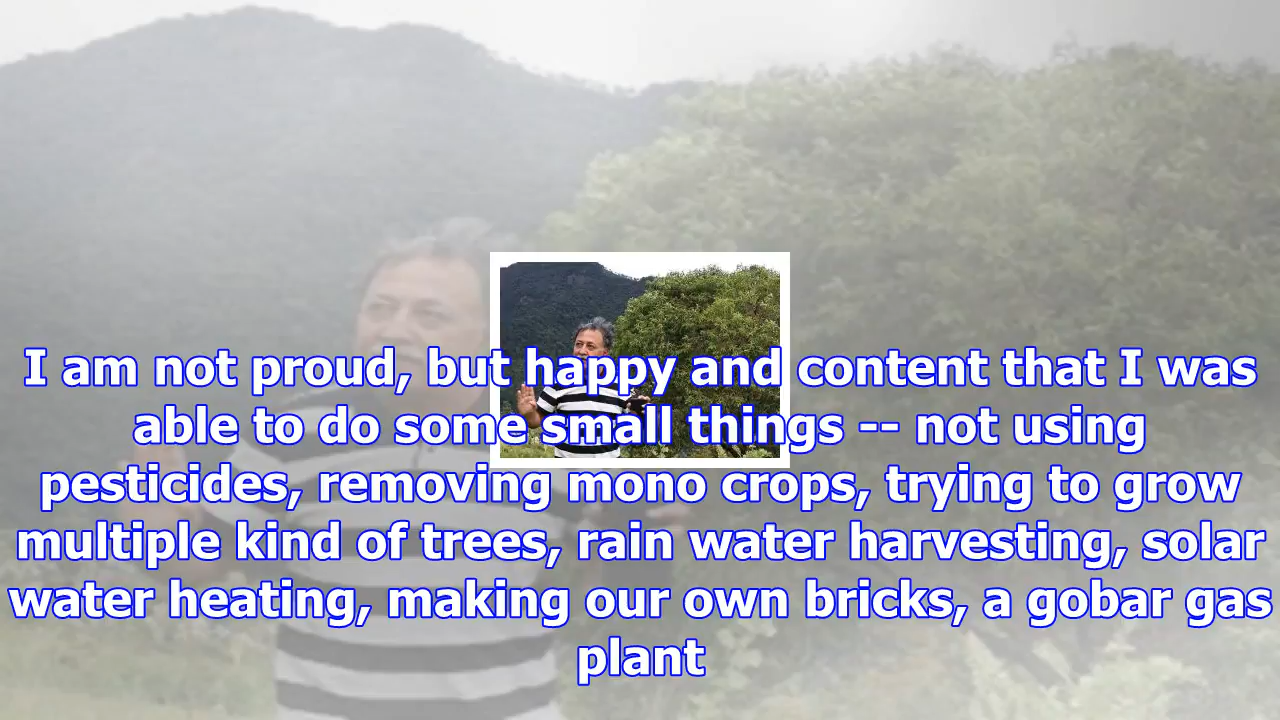 I am not proud, but happy and content that I was
able to do some small things -- not using
pesticides, removing mono crops, trying to grow
multiple kind of trees, rain water harvesting, solar
water heating, making our own bricks, a gobar gas
plant